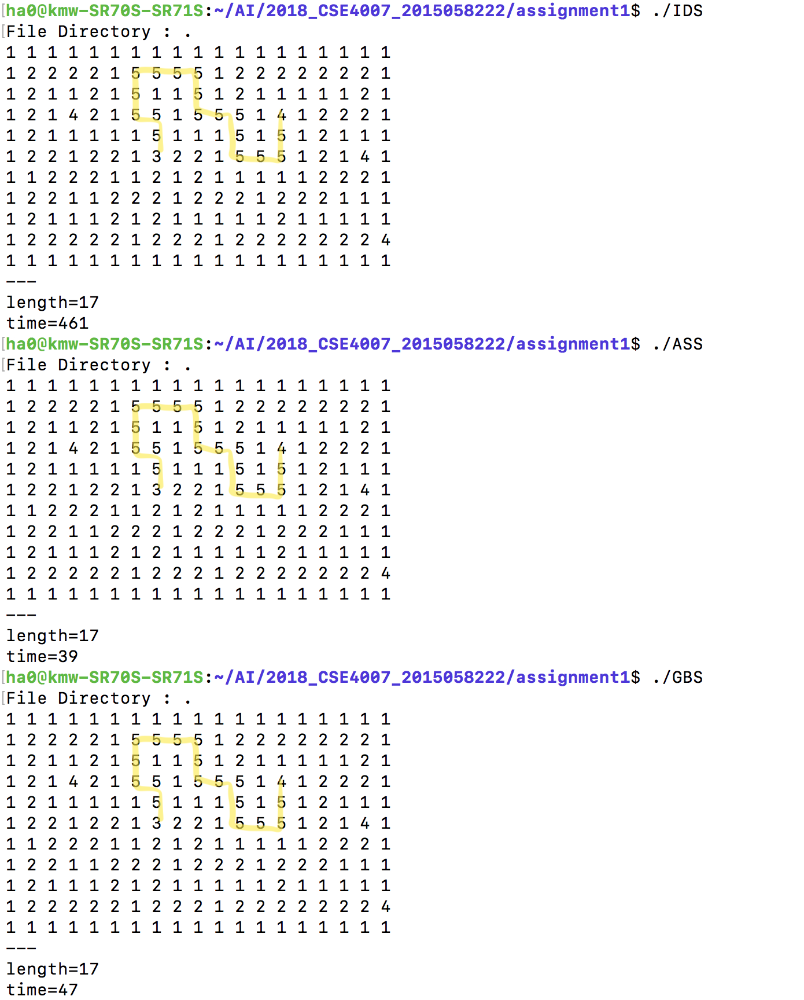 ha0@kmw-SR70S-SR71S:~/AI/2018_CSE4007_2015058222/assignment1$ ./IDS
File Directory : .
1 1 1 1 1 1 1 1 1 1 1 1 1 1 1 1 1 1 1
1 2 2 2 2 1 5 5 5 5 1 2 2 2 2 2 2 2 1
1 2 1 1 2 1 5 1 1 5 1 2 1 1 1 1 1 2 1
1 2 1 4 2 1 5 5 1 5 5 5 1 4 1 2 2 2 1
1 2 1 1 1 1 1 5 1 1 1 5 1 5 1 2 1 1 1
1 2 2 1 2 2 1 3 2 2 1 5 5 5 1 2 1 4 1
1 1 2 2 2 1 1 2 1 2 1 1 1 1 1 2 2 2 1
1 2 2 1 1 2 2 2 1 2 2 2 1 2 2 2 1 1 1
1 2 1 1 1 2 1 2 1 1 1 1 1 2 1 1 1 1 1
1 2 2 2 2 2 1 2 2 2 1 2 2 2 2 2 2 2 4
1 1 1 1 1 1 1 1 1 1 1 1 1 1 1 1 1 1 1
---
length=17
time=461
ha0@kmw-SR70S-SR71S:~/AI/2018_CSE4007_2015058222/assignment1$ ./ASS
File Directory : .
1 1 1 1 1 1 1 1 1 1 1 1 1 1 1 1 1 1 1
1 2 2 2 2 1 5 5 5 5 1 2 2 2 2 2 2 2 1
1 2 1 1 2 1 5 1 1 5 1 2 1 1 1 1 1 2 1
1 2 1 4 2 1 5 5 1 5 5 5 1 4 1 2 2 2 1
1 2 1 1 1 1 1 5 1 1 1 5 1 5 1 2 1 1 1
1 2 2 1 2 2 1 3 2 2 1 5 5 5 1 2 1 4 1
1 1 2 2 2 1 1 2 1 2 1 1 1 1 1 2 2 2 1
1 2 2 1 1 2 2 2 1 2 2 2 1 2 2 2 1 1 1
1 2 1 1 1 2 1 2 1 1 1 1 1 2 1 1 1 1 1
1 2 2 2 2 2 1 2 2 2 1 2 2 2 2 2 2 2 4
1 1 1 1 1 1 1 1 1 1 1 1 1 1 1 1 1 1 1
---
length=17
time=39
ha0@kmw-SR70S-SR71S:~/AI/2018_CSE4007_2015058222/assignment1$ ./GBS
File Directory : .
1 1 1 1 1 1 1 1 1 1 1 1 1 1 1 1 1 1 1
1 2 2 2 2 1 5 5 5 5 1 2 2 2 2 2 2 2 1
1 2 1 1 2 1 5 1 1 5 1 2 1 1 1 1 1 2 1
1 2 1 4 2 1 5 5 1 5 5 5 1 4 1 2 2 2 1
1 2 1 1 1 1 1 5 1 1 1 5 1 5 1 2 1 1 1
1 2 2 1 2 2 1 3 2 2 1 5 5 5 1 2 1 4 1
1 1 2 2 2 1 1 2 1 2 1 1 1 1 1 2 2 2 1
1 2 2 1 1 2 2 2 1 2 2 2 1 2 2 2 1 1 1
1 2 1 1 1 2 1 2 1 1 1 1 1 2 1 1 1 1 1
1 2 2 2 2 2 1 2 2 2 1 2 2 2 2 2 2 2 4
1 1 1 1 1 1 1 1 1 1 1 1 1 1 1 1 1 1 1
---
length=17
time=47